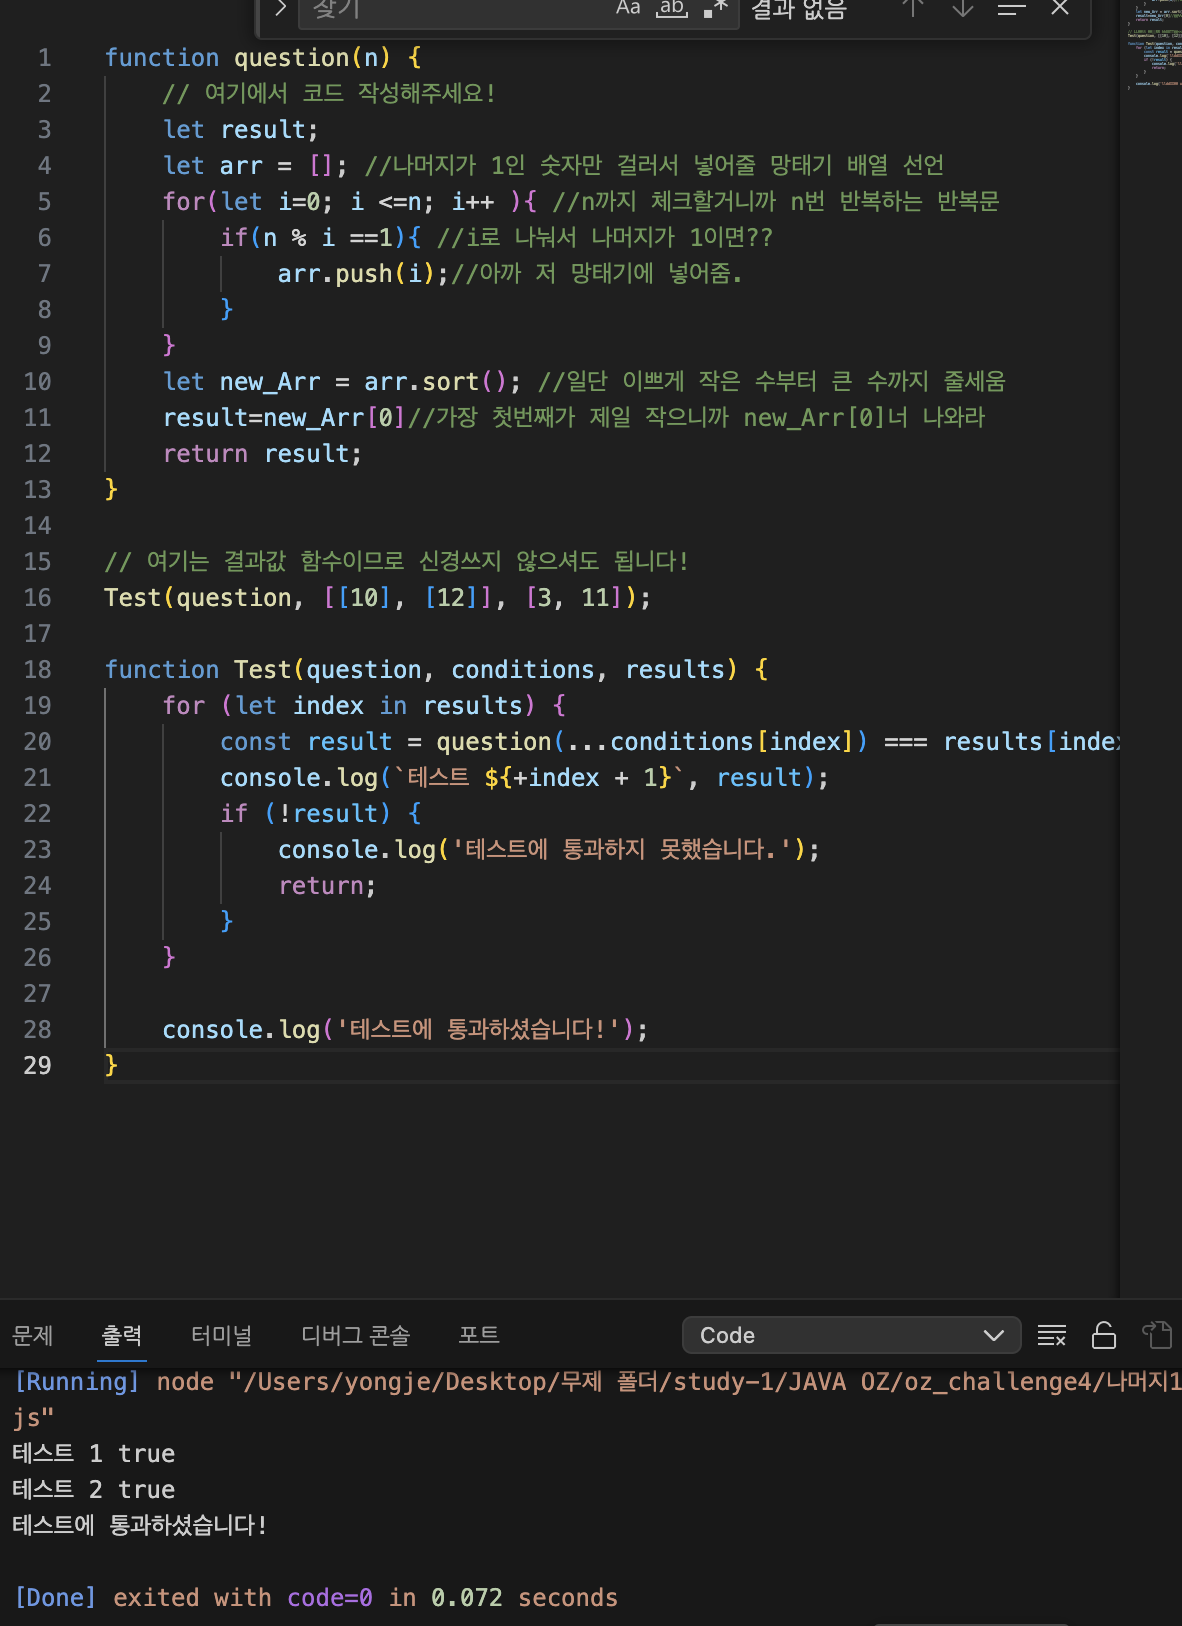 찾기 Aa ab 결과 없음
1 function question(n) {
2 // 여기에서 코드 작성해주세요!
3 let result;
4 let arr = []; //나머지가 1인 숫자만 걸러서 넣어줄 망태기 배열 선언
5 for(let i=0; i <=n; i++ ){ //n까지 체크할거니까 n번 반복하는 반복문
6 if(n % i ==1){ //i로 나눠서 나머지가 1이면??
7 arr.push(i);//아까 저 망태기에 넣어줌.
8 }
9 }
10 let new_Arr = arr.sort(); //일단 이쁘게 작은 수부터 큰 수까지 줄세움
11 result=new_Arr[0]//가장 첫번째가 제일 작으니까 new_Arr[0]너 나와라
12 return result;
13 }
14
15 // 여기는 결과값 함수이므로 신경쓰지 않으셔도 됩니다!
16 Test(question, [[10], [12]], [3, 11]);
17
18 function Test(question, conditions, results) {
19 for (let index in results) {
20 const result = question(...conditions[index]) === results[index
21 console.log(`테스트 ${+index + 1}`, result);
22 if (!result) {
23 console.log('테스트에 통과하지 못했습니다.');
24 return;
25 }
26 }
27
28 console.log('테스트에 통과하셨습니다!');
29 }
문제 출력 터미널 디버그 콘솔 포트 Code
[Running] node "/Users/yongje/Desktop/무제 폴더/study-1/JAVA OZ/oz_challenge4/나머지1
js"
테스트 1 true
테스트 2 true
테스트에 통과하셨습니다!
[Done] exited with code=0 in 0.072 seconds